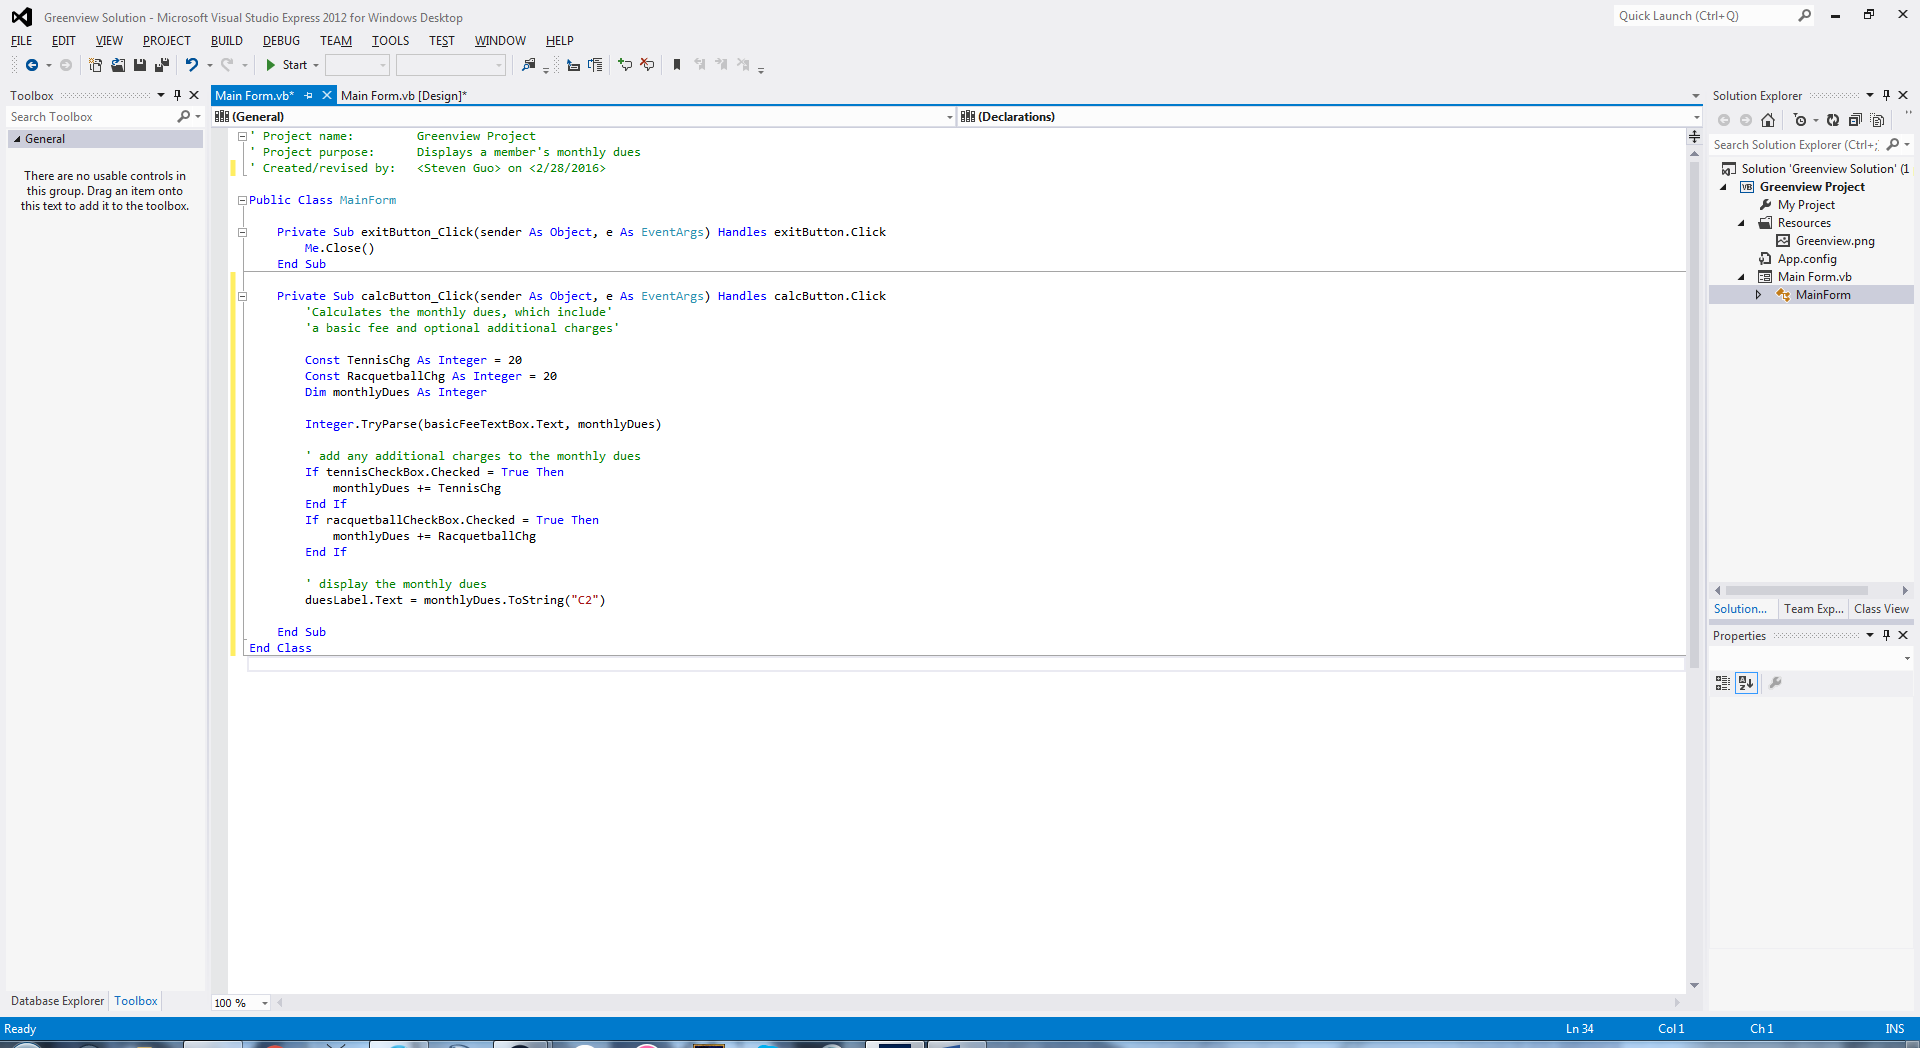 Greenview Solution - Microsoft Visual Studio Express 2012 for Windows Desktop
Quick Launch (Ctrl+Q)
FILE EDIT VIEW PROJECT BUILD DEBUG TEAM TOOLS TEST WINDOW HELP
Start
Toolbox
Search Toolbox
General
There are no usable controls in
this group. Drag an item onto
this text to add it to the toolbox.
Database Explorer Toolbox
Main Form.vb* Main Form.vb [Design]*
(General) (Declarations)
' Project name: Greenview Project
' Project purpose: Displays a member's monthly dues
' Created/revised by: <Steven Guo> on <2/28/2016>
Public Class MainForm
Private Sub exitButton_Click(sender As Object, e As EventArgs) Handles exitButton.Click
Me.Close()
End Sub
Private Sub calcButton_Click(sender As Object, e As EventArgs) Handles calcButton.Click
'Calculates the monthly dues, which include'
'a basic fee and optional additional charges'
Const TennisChg As Integer = 20
Const RacquetballChg As Integer = 20
Dim monthlyDues As Integer
Integer.TryParse(basicFeeTextBox.Text, monthlyDues)
' add any additional charges to the monthly dues
If tennisCheckBox.Checked = True Then
monthlyDues += TennisChg
End If
If racquetballCheckBox.Checked = True Then
monthlyDues += RacquetballChg
End If
' display the monthly dues
duesLabel.Text = monthlyDues.ToString("C2")
End Sub
End Class
100 %
Solution Explorer
Search Solution Explorer (Ctrl+;
Solution 'Greenview Solution' (1
VB Greenview Project
My Project
Resources
Greenview.png
App.config
Main Form.vb
MainForm
Solution... Team Exp... Class View
Properties
Ready Ln 34 Col 1 Ch 1 INS